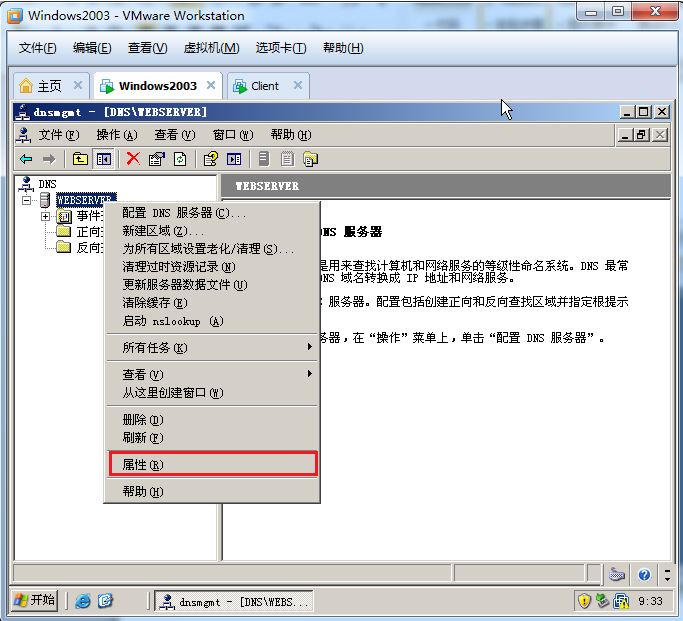 Windows2003 - VMware Workstation
文件(F) 编辑(E) 查看(V) 虚拟机(M) 选项卡(T) 帮助(H)
主页 Windows2003 Client
dnsmgmt - [DNS\WEBSERVER]
文件(F) 操作(A) 查看(V) 窗口(W) 帮助(H)
DNS
WEBSERVER
事件
正向
反向
WEBSERVER
配置 DNS 服务器(C)...
新建区域(Z)...
为所有区域设置老化/清理(S)...
清理过时资源记录(N)
更新服务器数据文件(U)
清除缓存(E)
启动 nslookup (A)
所有任务(K)
查看(V)
从这里创建窗口(W)
删除(D)
刷新(F)
属性(R)
帮助(H)
NS 服务器
是用来查找计算机和网络服务的等级性命名系统。DNS 最常
NS 域名转换成 IP 地址和网络服务。
服务器。配置包括创建正向和反向查找区域并指定根提示
务器,在“操作”菜单上,单击“配置 DNS 服务器”。
开始 dnsmgmt - [DNS\WEBS... 9:33